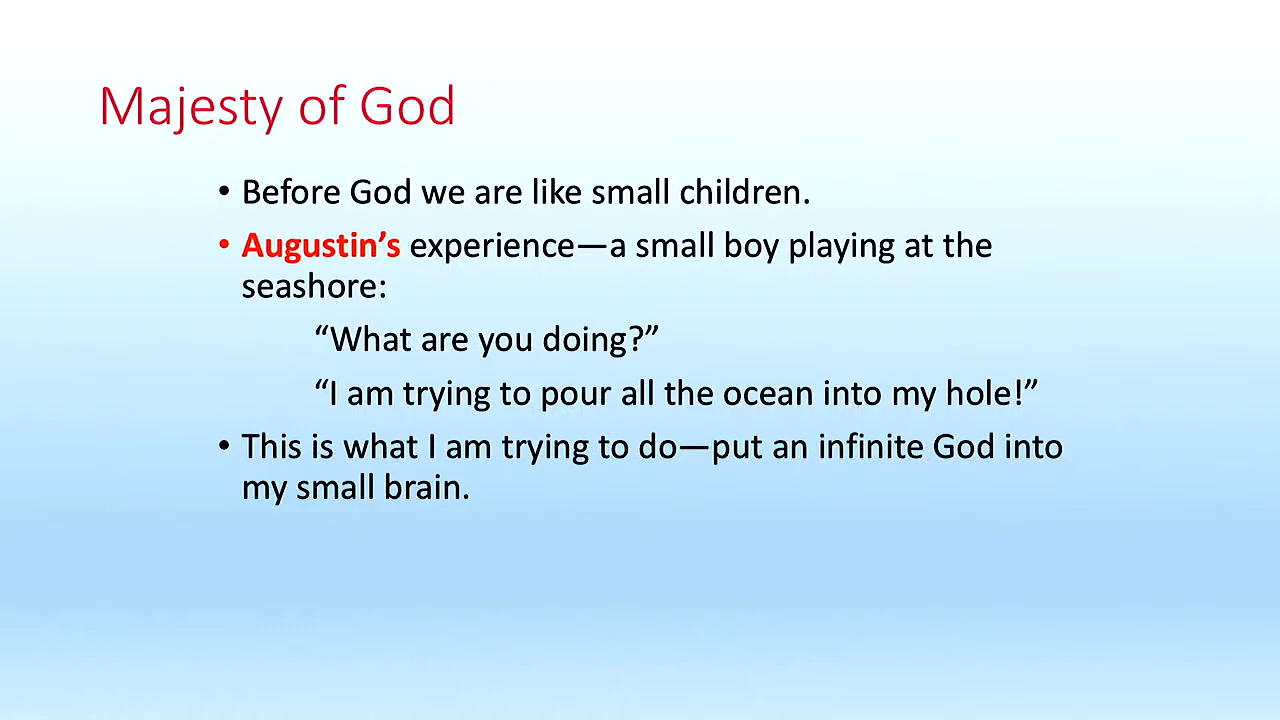 Majesty of God
• Before God we are like small children.
• Augustin’s experience—a small boy playing at the
seashore:
“What are you doing?”
“I am trying to pour all the ocean into my hole!”
• This is what I am trying to do—put an infinite God into
my small brain.